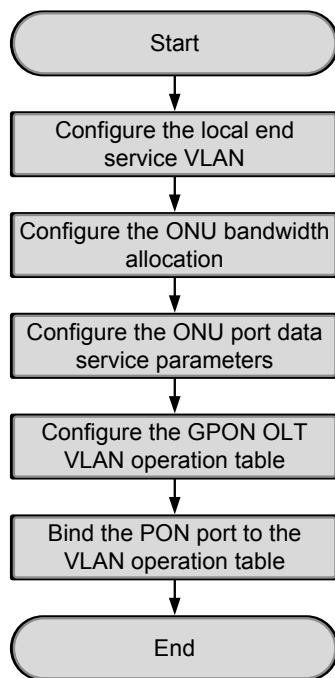 Start
Configure the local end
service VLAN
Configure the ONU bandwidth
allocation
Configure the ONU port data
service parameters
Configure the GPON OLT
VLAN operation table
Bind the PON port to the
VLAN operation table
End